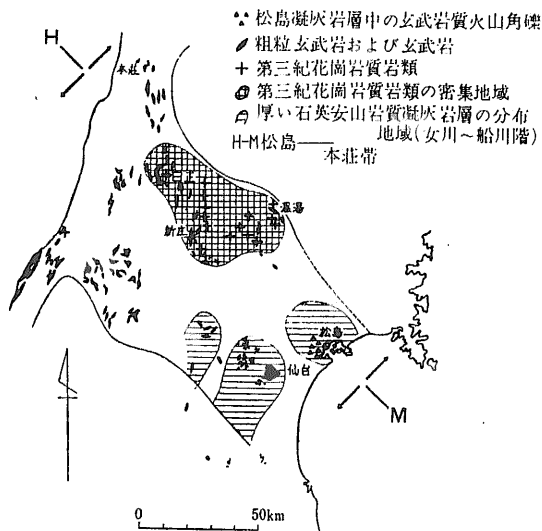 松島凝灰岩層中の玄武岩質火山角礫
粗粒玄武岩および玄武岩
第三紀花崗岩質岩類
第三紀花崗岩質岩類の密集地域
厚い石英安山岩質凝灰岩層の分布
地域(女川~船川階)
H-M松島――本荘帯
H
本荘
温湯
新庄
松島
仙台
M
0 50km